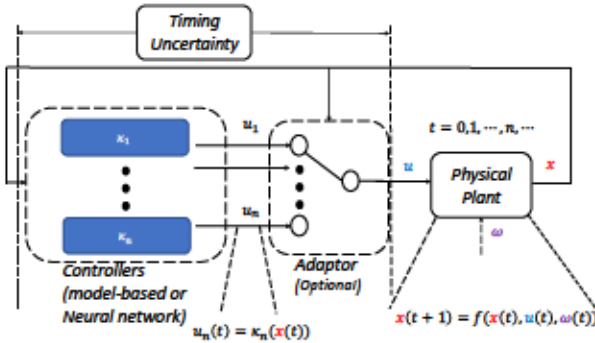 Timing
Uncertainty
κ₁
u₁
t = 0,1, ⋯, n, ⋯
u
Physical
Plant
x
κₙ
uₙ
ω
Controllers
(model-based or
Neural network)
Adaptor
(Optional)
uₙ(t) = κₙ(x(t))
x(t + 1) = f(x(t), u(t), ω(t))